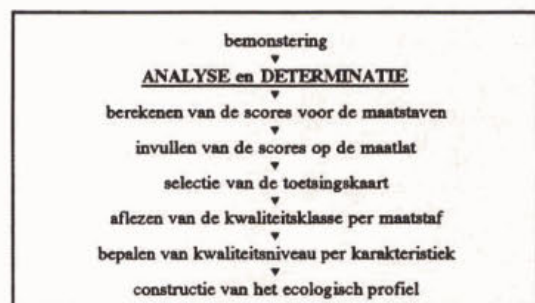 bemonstering
ANALYSE en DETERMINATIE
berekenen van de scores voor de maatstaven
invullen van de scores op de maatlat
selectie van de toetsingskaart
aflezen van de kwaliteitsklasse per maatstaf
bepalen van kwaliteitsniveau per karakteristiek
constructie van het ecologisch profiel